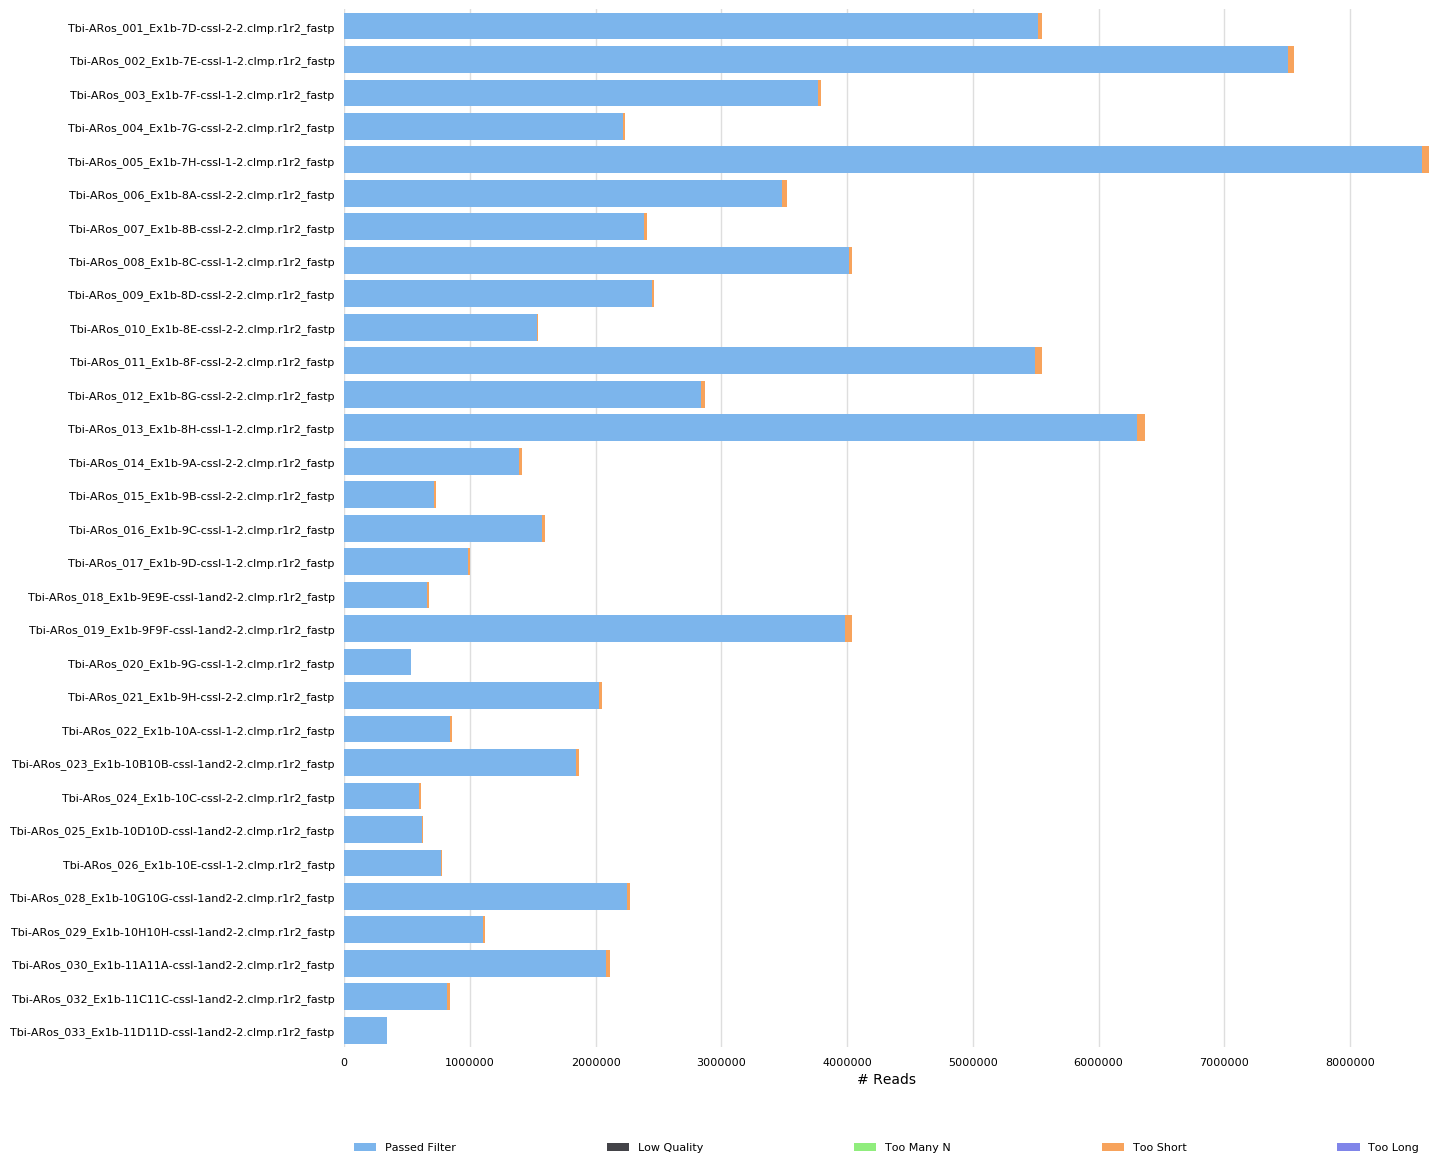 Tbi-ARos_001_Ex1b-7D-cssl-2-2.clmp.r1r2_fastp
Tbi-ARos_002_Ex1b-7E-cssl-1-2.clmp.r1r2_fastp
Tbi-ARos_003_Ex1b-7F-cssl-1-2.clmp.r1r2_fastp
Tbi-ARos_004_Ex1b-7G-cssl-2-2.clmp.r1r2_fastp
Tbi-ARos_005_Ex1b-7H-cssl-1-2.clmp.r1r2_fastp
Tbi-ARos_006_Ex1b-8A-cssl-2-2.clmp.r1r2_fastp
Tbi-ARos_007_Ex1b-8B-cssl-2-2.clmp.r1r2_fastp
Tbi-ARos_008_Ex1b-8C-cssl-1-2.clmp.r1r2_fastp
Tbi-ARos_009_Ex1b-8D-cssl-2-2.clmp.r1r2_fastp
Tbi-ARos_010_Ex1b-8E-cssl-2-2.clmp.r1r2_fastp
Tbi-ARos_011_Ex1b-8F-cssl-2-2.clmp.r1r2_fastp
Tbi-ARos_012_Ex1b-8G-cssl-2-2.clmp.r1r2_fastp
Tbi-ARos_013_Ex1b-8H-cssl-1-2.clmp.r1r2_fastp
Tbi-ARos_014_Ex1b-9A-cssl-2-2.clmp.r1r2_fastp
Tbi-ARos_015_Ex1b-9B-cssl-2-2.clmp.r1r2_fastp
Tbi-ARos_016_Ex1b-9C-cssl-1-2.clmp.r1r2_fastp
Tbi-ARos_017_Ex1b-9D-cssl-1-2.clmp.r1r2_fastp
Tbi-ARos_018_Ex1b-9E9E-cssl-1and2-2.clmp.r1r2_fastp
Tbi-ARos_019_Ex1b-9F9F-cssl-1and2-2.clmp.r1r2_fastp
Tbi-ARos_020_Ex1b-9G-cssl-1-2.clmp.r1r2_fastp
Tbi-ARos_021_Ex1b-9H-cssl-2-2.clmp.r1r2_fastp
Tbi-ARos_022_Ex1b-10A-cssl-1-2.clmp.r1r2_fastp
Tbi-ARos_023_Ex1b-10B10B-cssl-1and2-2.clmp.r1r2_fastp
Tbi-ARos_024_Ex1b-10C-cssl-2-2.clmp.r1r2_fastp
Tbi-ARos_025_Ex1b-10D10D-cssl-1and2-2.clmp.r1r2_fastp
Tbi-ARos_026_Ex1b-10E-cssl-1-2.clmp.r1r2_fastp
Tbi-ARos_028_Ex1b-10G10G-cssl-1and2-2.clmp.r1r2_fastp
Tbi-ARos_029_Ex1b-10H10H-cssl-1and2-2.clmp.r1r2_fastp
Tbi-ARos_030_Ex1b-11A11A-cssl-1and2-2.clmp.r1r2_fastp
Tbi-ARos_032_Ex1b-11C11C-cssl-1and2-2.clmp.r1r2_fastp
Tbi-ARos_033_Ex1b-11D11D-cssl-1and2-2.clmp.r1r2_fastp
0 1000000 2000000 3000000 4000000 5000000 6000000 7000000 8000000
# Reads
Passed Filter Low Quality Too Many N Too Short Too Long